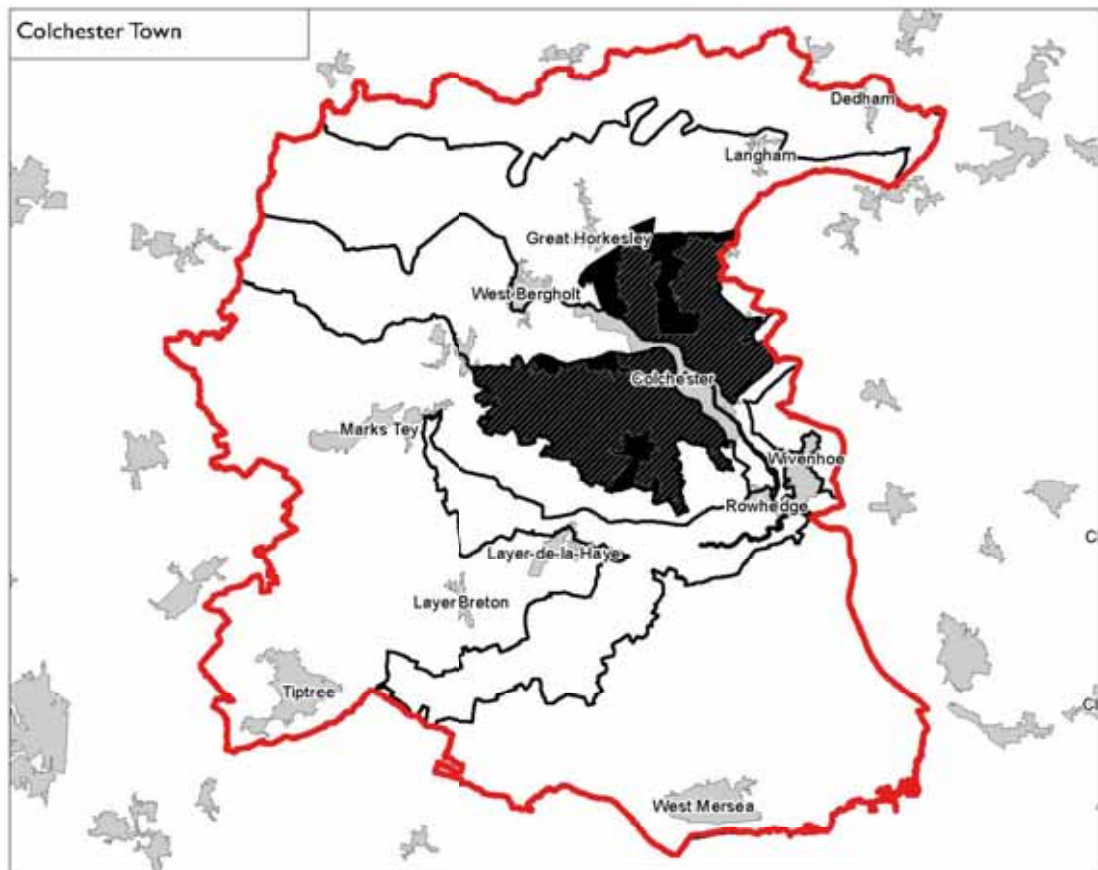 Colchester Town
Dedham
Langham
Great Horkesley
West Bergholt
Colchester
Marks Tey
Wivenhoe
Rowhedge
Layer-de-la-Haye
Layer Breton
Tiptree
West Mersea